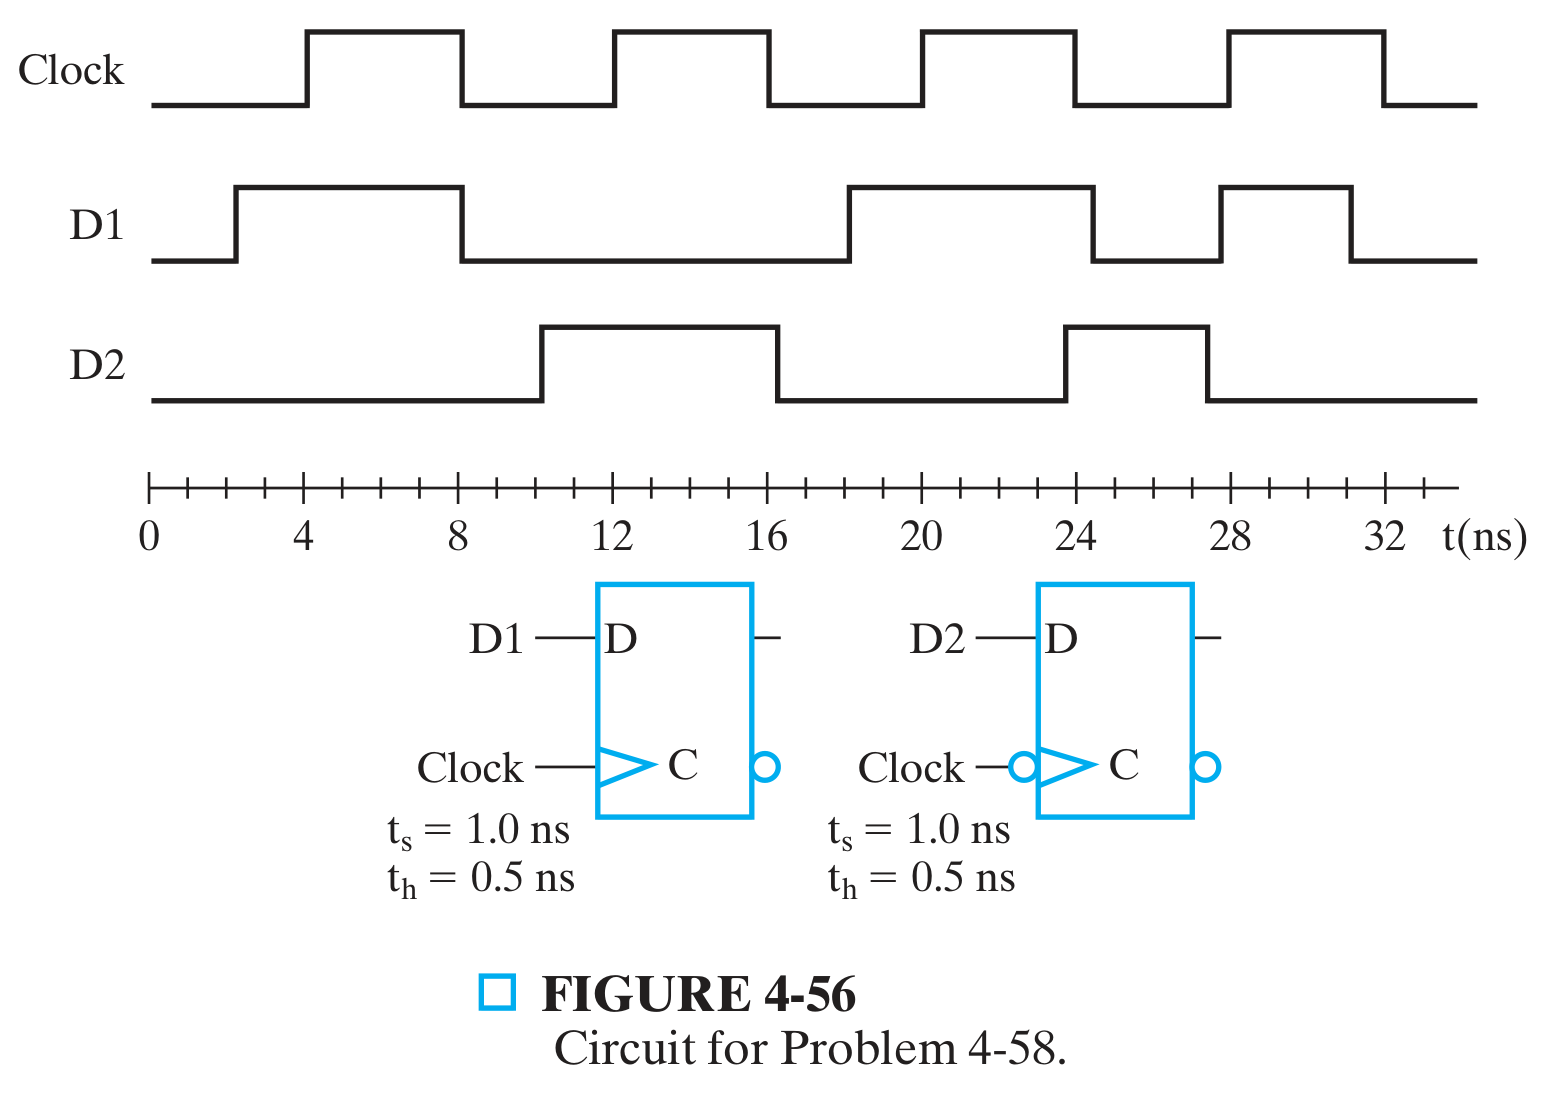 Clock
D1
D2
0 4 8 12 16 20 24 28 32 t(ns)
D1 D
Clock C
t_s = 1.0 ns
t_h = 0.5 ns
D2 D
Clock C
t_s = 1.0 ns
t_h = 0.5 ns
FIGURE 4-56
Circuit for Problem 4-58.